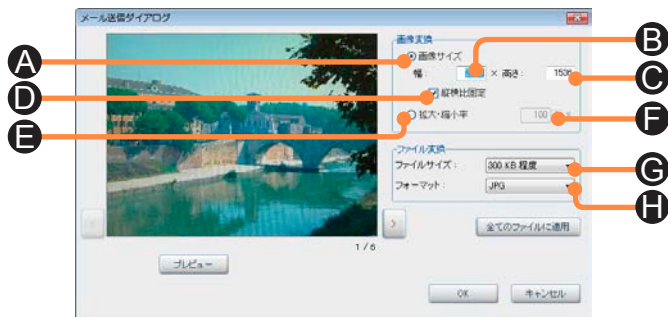 メール送信ダイアログ
画像変換
A
画像サイズ
B
幅：
× 高さ：
1536
C
D
縦横比固定
E
拡大・縮小率
100
F
ファイル変換
ファイルサイズ：
300 KB 程度
G
フォーマット：
JPG
H
<
>
全てのファイルに適用
1 / 6
プレビュー
OK
キャンセル